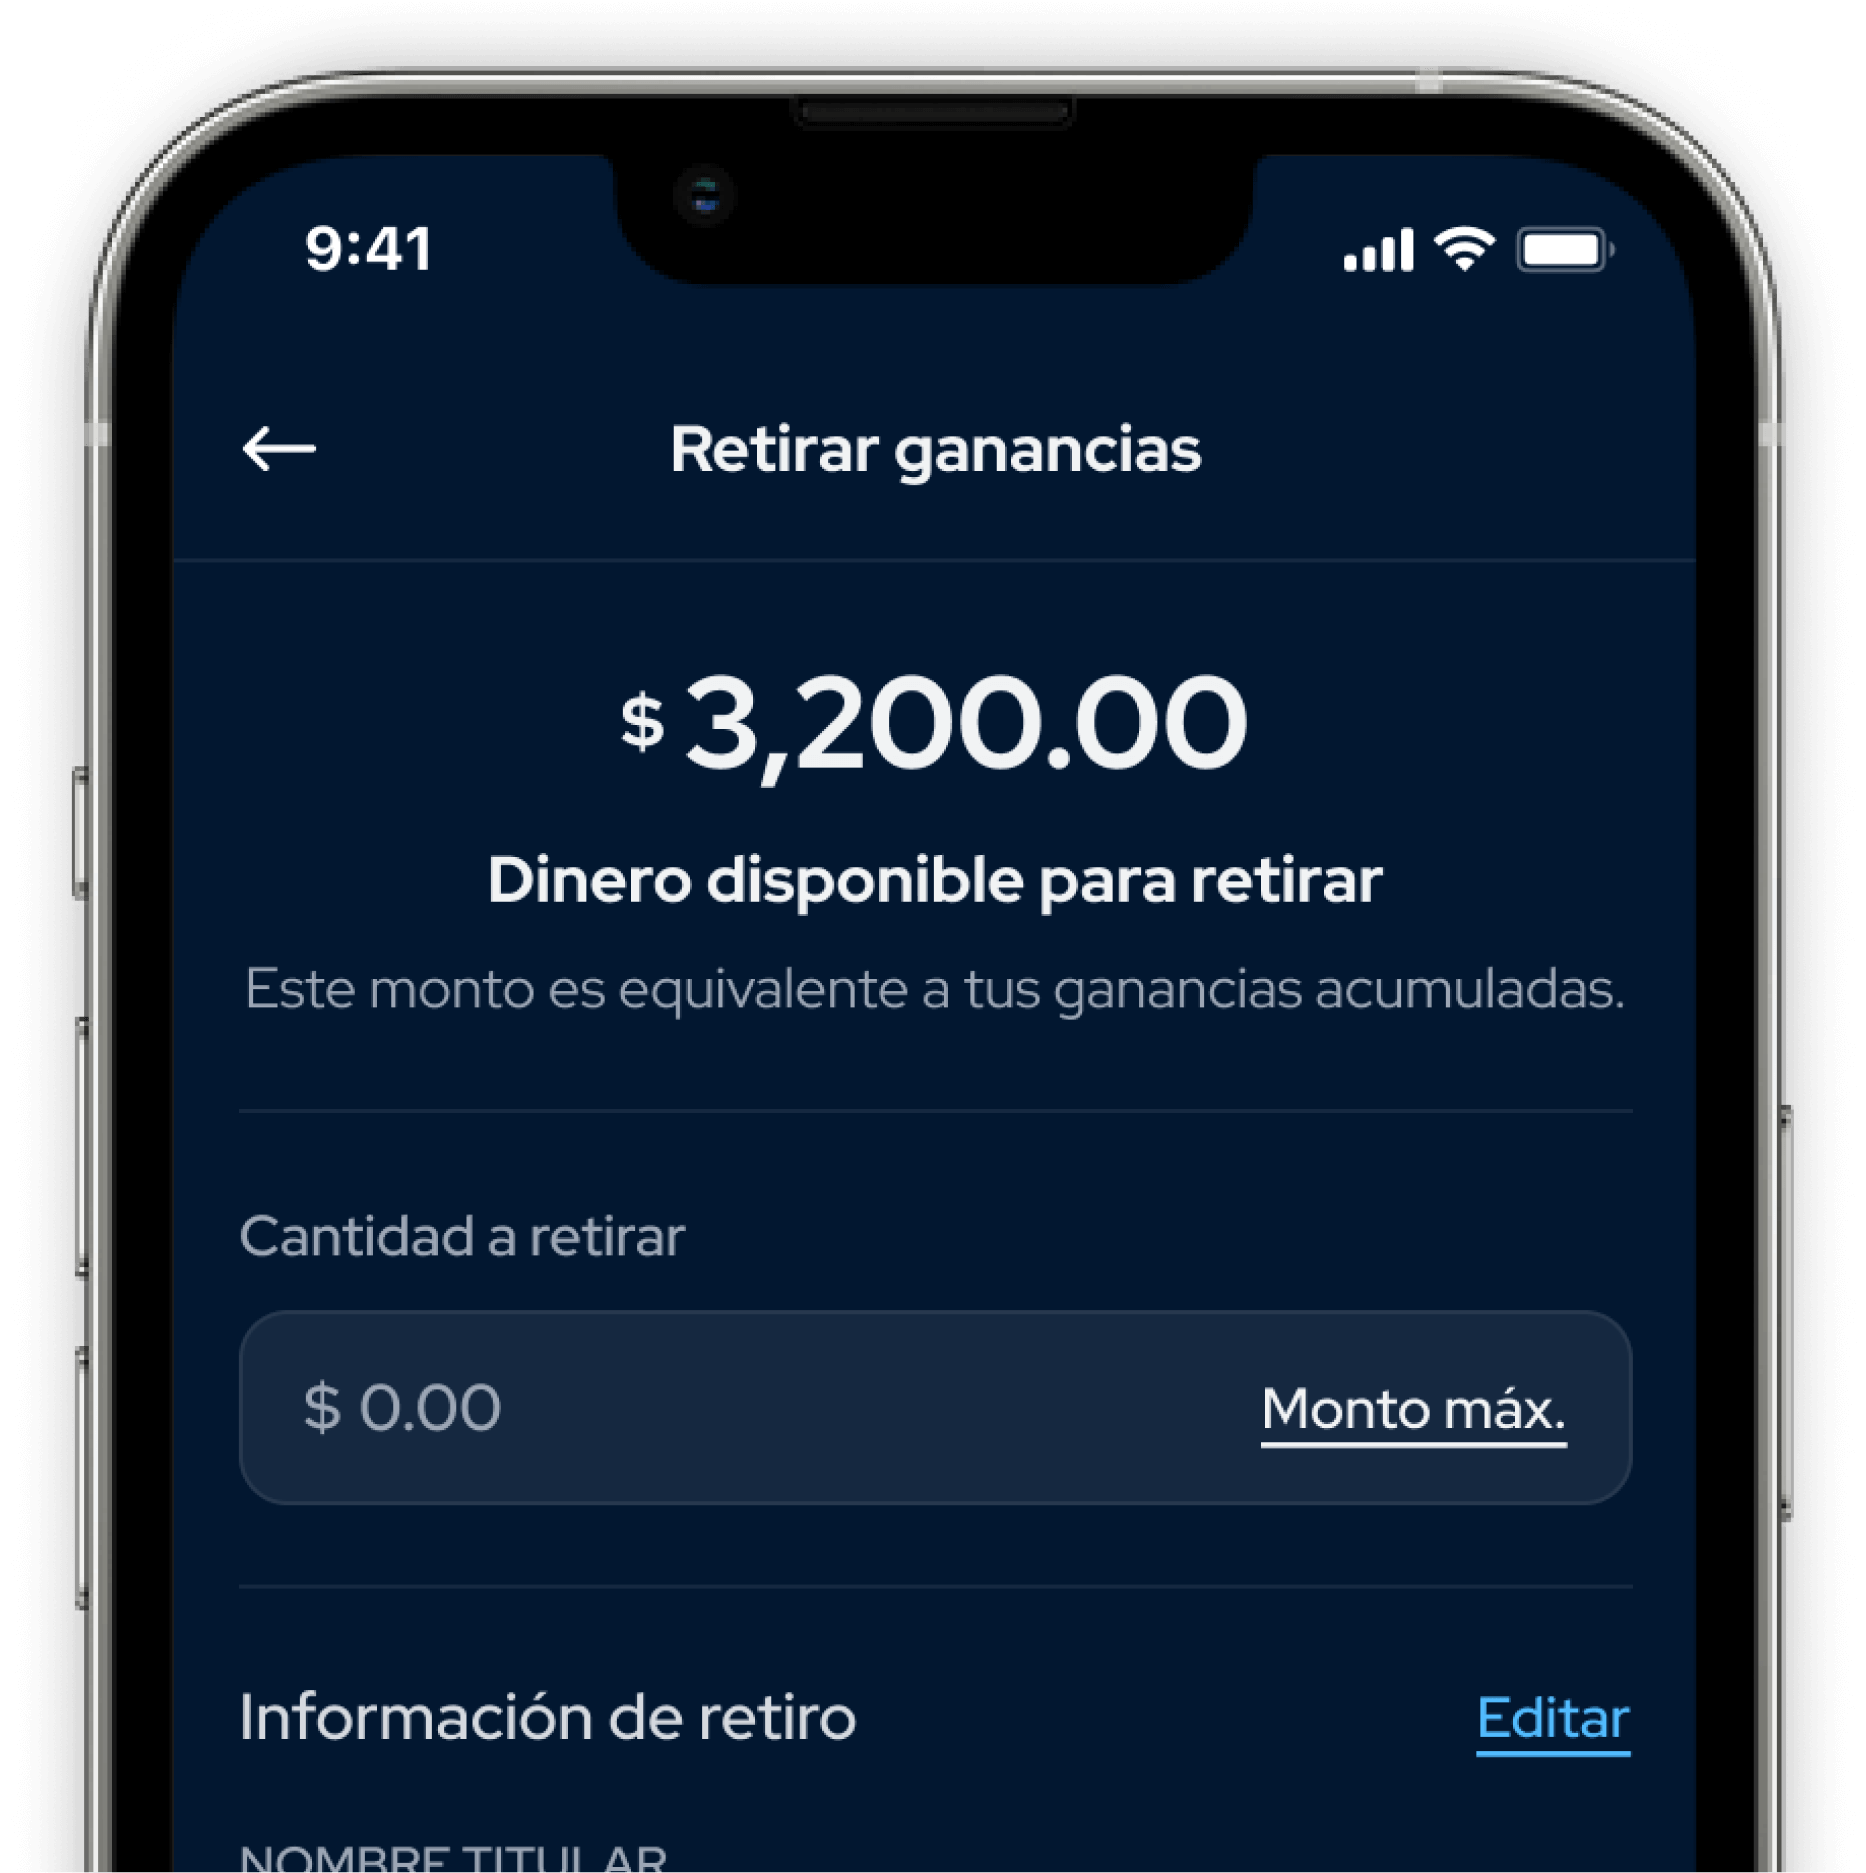 9:41
Retirar ganancias
$ 3,200.00
Dinero disponible para retirar
Este monto es equivalente a tus ganancias acumuladas.
Cantidad a retirar
$ 0.00 Monto máx.
Información de retiro Editar
NOMBRE TITULAR